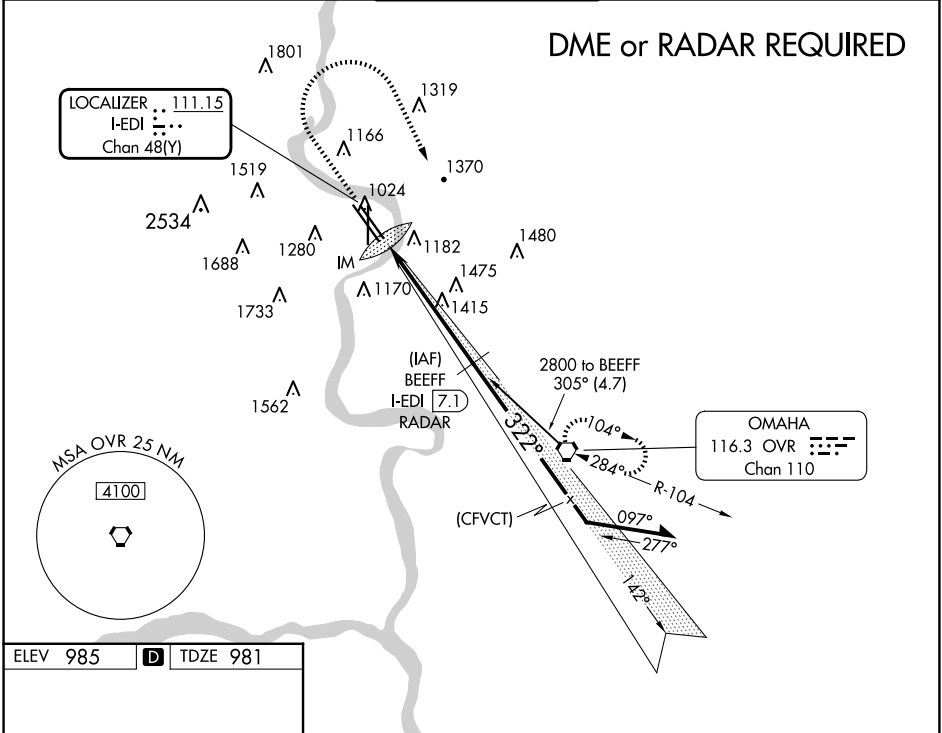 DME or RADAR REQUIRED
1801
1319
LOCALIZER 111.15
I-EDI
Chan 48(Y)
1166
1370
1519
1024
2534
1280
1182
1480
1688
IM
1475
1170
1733
1415
(IAF)
BEEFF
I-EDI 7.1
RADAR
2800 to BEEFF
305° (4.7)
1562
322°
104°
284°
R-104
OMAHA
116.3 OVR
Chan 110
MSA OVR 25 NM
4100
(CFVCT)
097°
277°
142°
ELEV 985 D TDZE 981